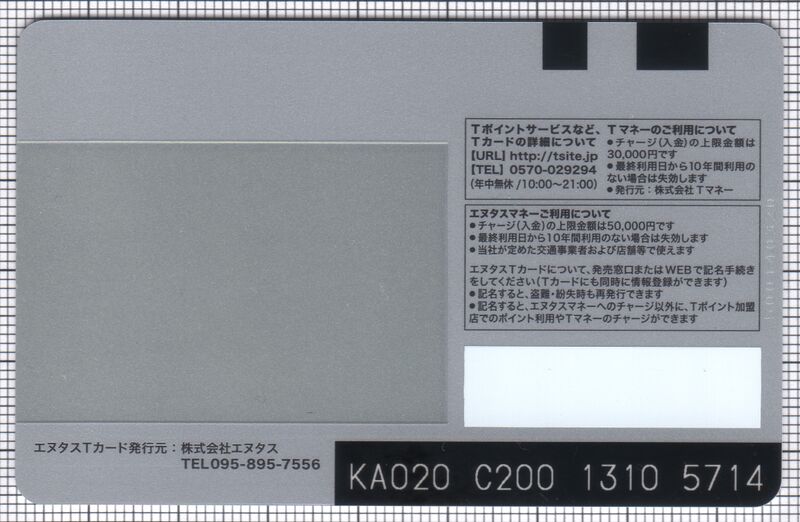 Tポイントサービスなど、
Tカードの詳細について
【URL】http://tsite.jp
【TEL】0570-029294
(年中無休/10:00〜21:00)
Tマネーのご利用について
●チャージ(入金)の上限金額は
30,000円です
●最終利用日から10年間利用の
ない場合は失効します
●発行元:株式会社Tマネー
エヌタスマネーご利用について
●チャージ(入金)の上限金額は50,000円です
●最終利用日から10年間利用のない場合は失効します
●当社が定めた交通事業者および店舗等で使えます
エヌタスTカードについて、発売窓口またはWEBで記名手続き
をしてください(Tカードにも同時に情報登録ができます)
●記名すると、盗難・紛失時も再発行できます
●記名すると、エヌタスマネーへのチャージ以外に、Tポイント加盟
店でのポイント利用やTマネーのチャージができます
エヌタスTカード発行元:株式会社エヌタス
TEL095-895-7556
KA020 C200 1310 5714